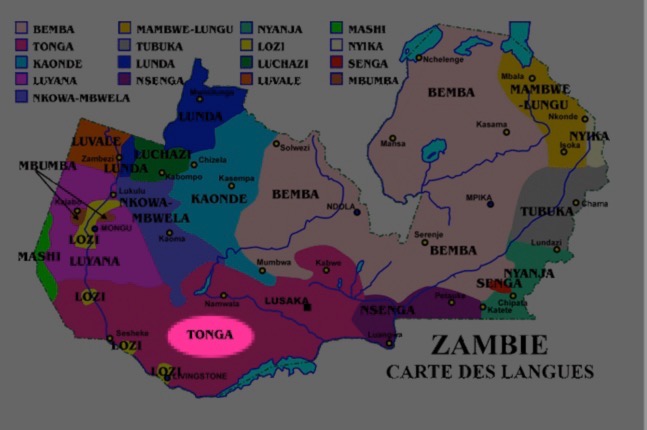 BEMBA MAMBWE-LUNGU NYANJA MASHI
TONGA TUBUKA LOZI NYIKA
KAONDE LUNDA LUCHAZI SENGA
LUYANA NSENGA LUVALE MBUMBA
NKOWA-MBWELA
Nchelenge
Mbala
BEMBA
MAMBWE
-LUNGU
Nkonde
LUNDA
Kasama
NYIKA
Isoka
LUVALE
LUCHAZI
Mansa
Solwezi
Zambezi
LUNDA
Chizela
MBUMBA
Kabompo
Kasempa
Lukulu
KAONDE
BEMBA
MPIKA
Chama
Kalabo
NKOWA-
MBWELA
NDOLA
TUBUKA
MONGU
LOZI
Kaoma
Serenje
Lundazi
MASHI
LUYANA
BEMBA
Mumbwa
Kabwe
NYANJA
SENGA
LOZI
Namwala
LUSAKA
NSENGA
Petauke
Chipata
Katete
Sesheke
LOZI
TONGA
Luangwa
ZAMBIE
LOZI
LIVINGSTONE
CARTE DES LANGUES